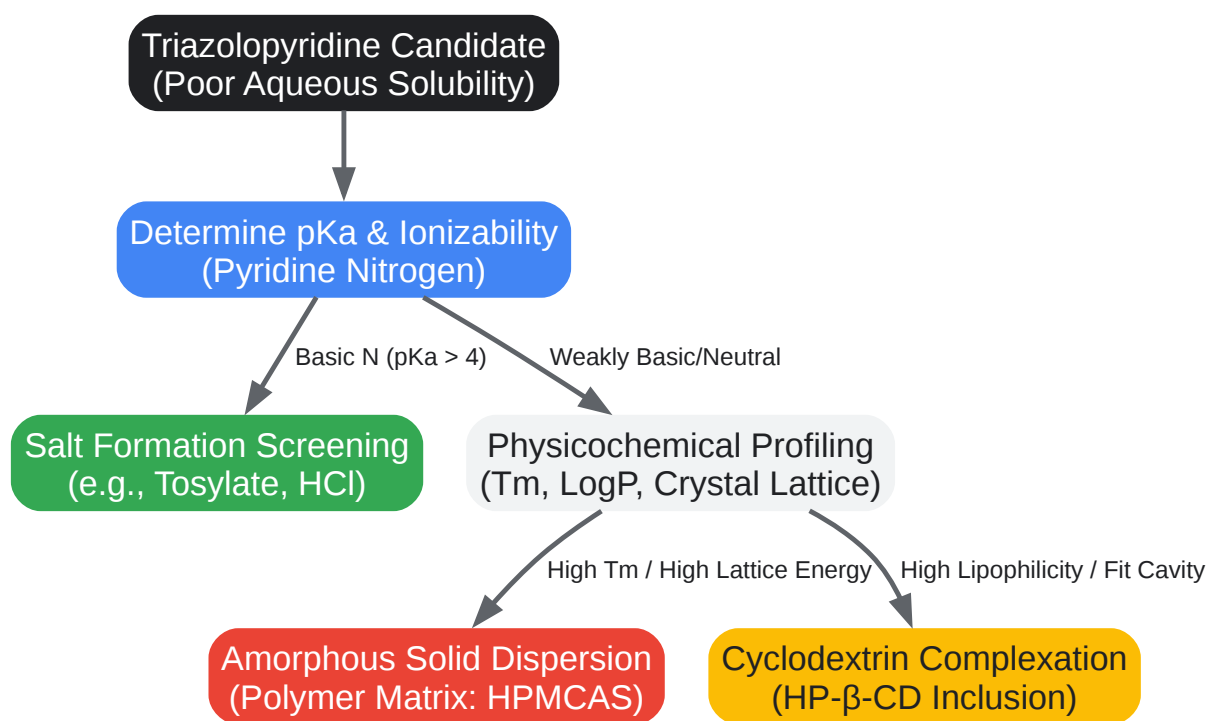 Triazolopyridine Candidate
(Poor Aqueous Solubility)
Determine pKa & Ionizability
(Pyridine Nitrogen)
Basic N (pKa > 4)
Weakly Basic/Neutral
Salt Formation Screening
(e.g., Tosylate, HCl)
Physicochemical Profiling
(Tm, LogP, Crystal Lattice)
High Tm / High Lattice Energy
High Lipophilicity / Fit Cavity
Amorphous Solid Dispersion
(Polymer Matrix: HPMCAS)
Cyclodextrin Complexation
(HP-β-CD Inclusion)